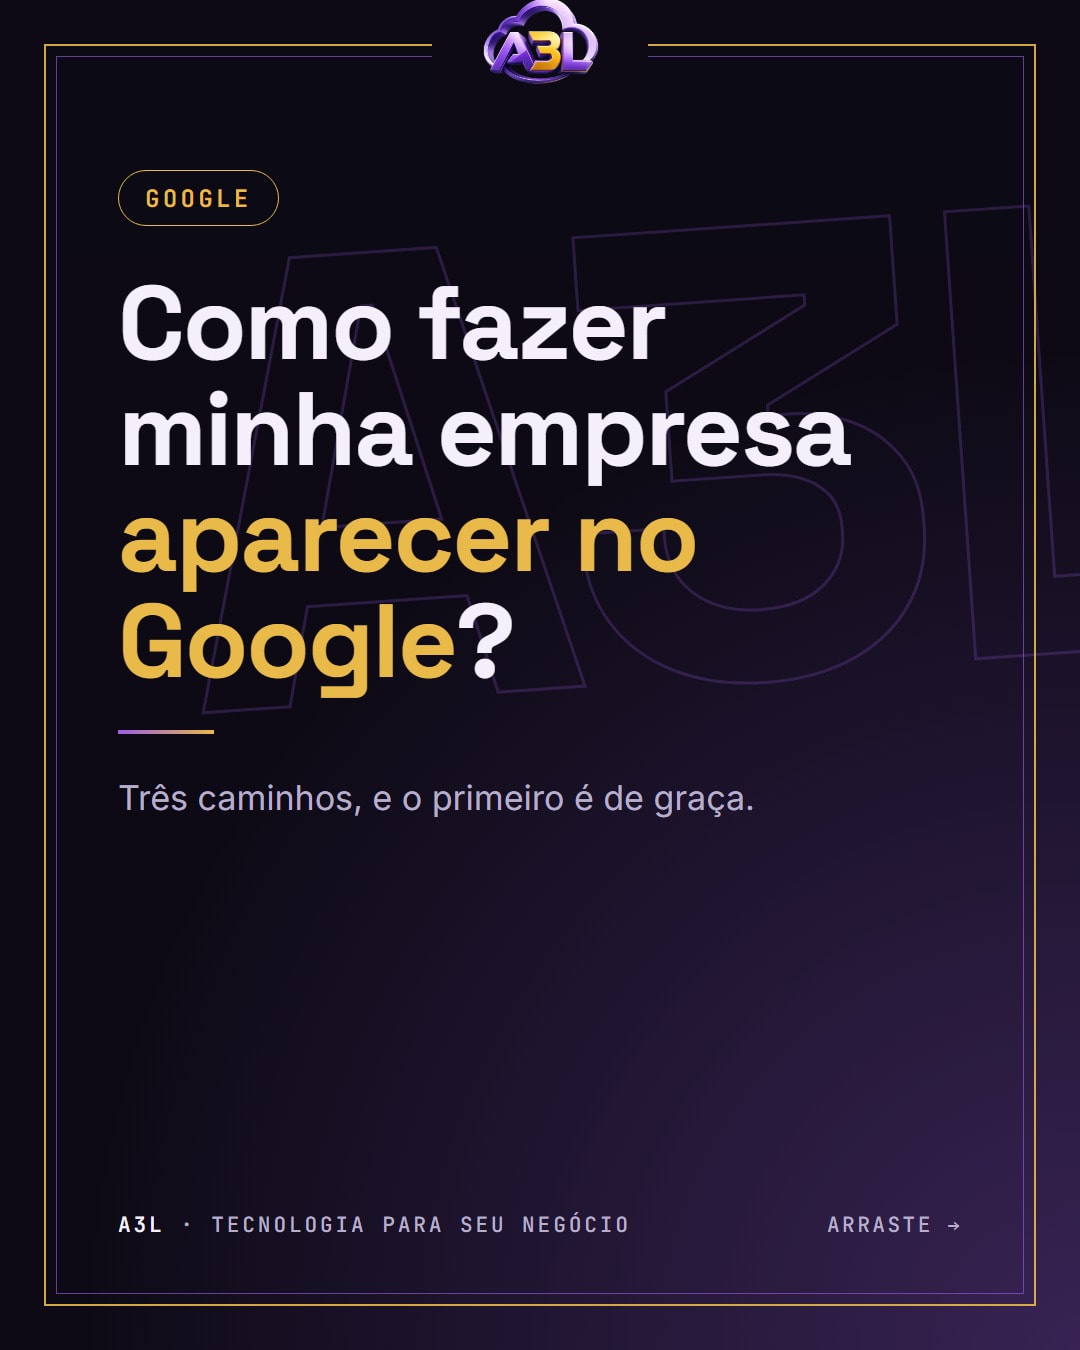 A3L
GOOGLE
A3L
Como fazer
minha empresa
aparecer no
Google?
Três caminhos, e o primeiro é de graça.
A3L · TECNOLOGIA PARA SEU NEGÓCIO
ARRASTE →